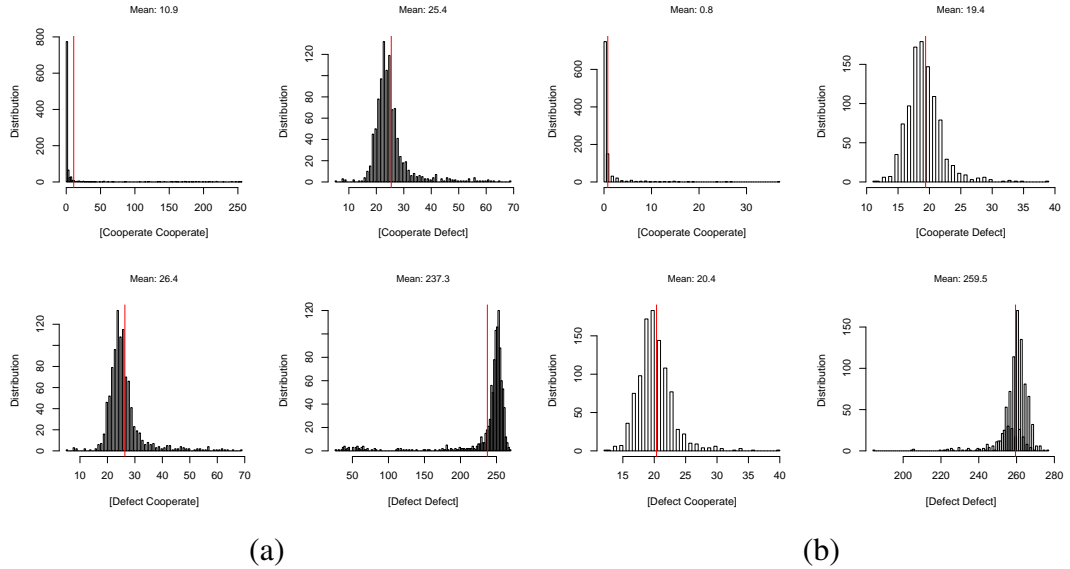 Mean: 10.9
Distribution
0 200 400 600 800
0 50 100 150 200 250
[Cooperate Cooperate]
Mean: 25.4
Distribution
0 20 40 60 80 120
10 20 30 40 50 60 70
[Cooperate Defect]
Mean: 0.8
Distribution
0 200 400 600
0 10 20 30
[Cooperate Cooperate]
Mean: 19.4
Distribution
0 50 100 150
10 15 20 25 30 35 40
[Cooperate Defect]
Mean: 26.4
Distribution
0 20 40 60 80 120
10 20 30 40 50 60 70
[Defect Cooperate]
Mean: 237.3
Distribution
0 20 40 60 80 120
50 100 150 200 250
[Defect Defect]
Mean: 20.4
Distribution
0 50 100 150
15 20 25 30 35 40
[Defect Cooperate]
Mean: 259.5
Distribution
0 50 100 150
200 220 240 260 280
[Defect Defect]
(a)
(b)